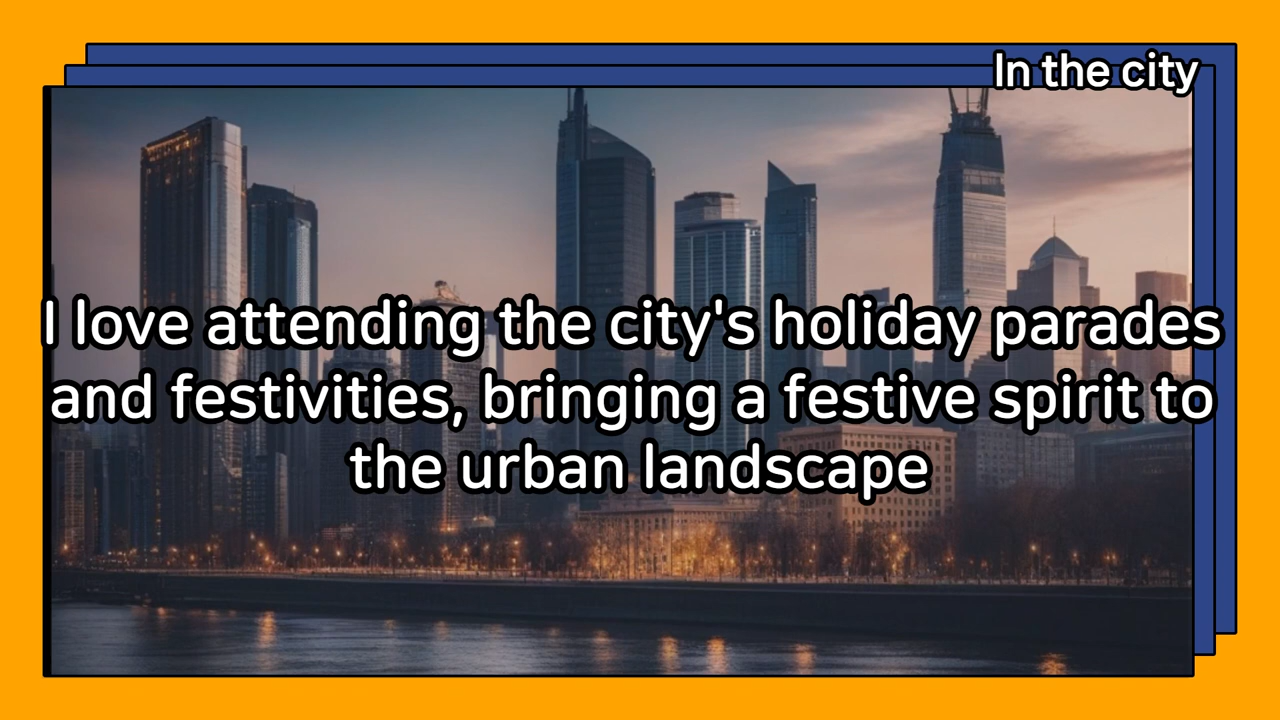 In the city
I love attending the city's holiday parades
and festivities, bringing a festive spirit to
the urban landscape